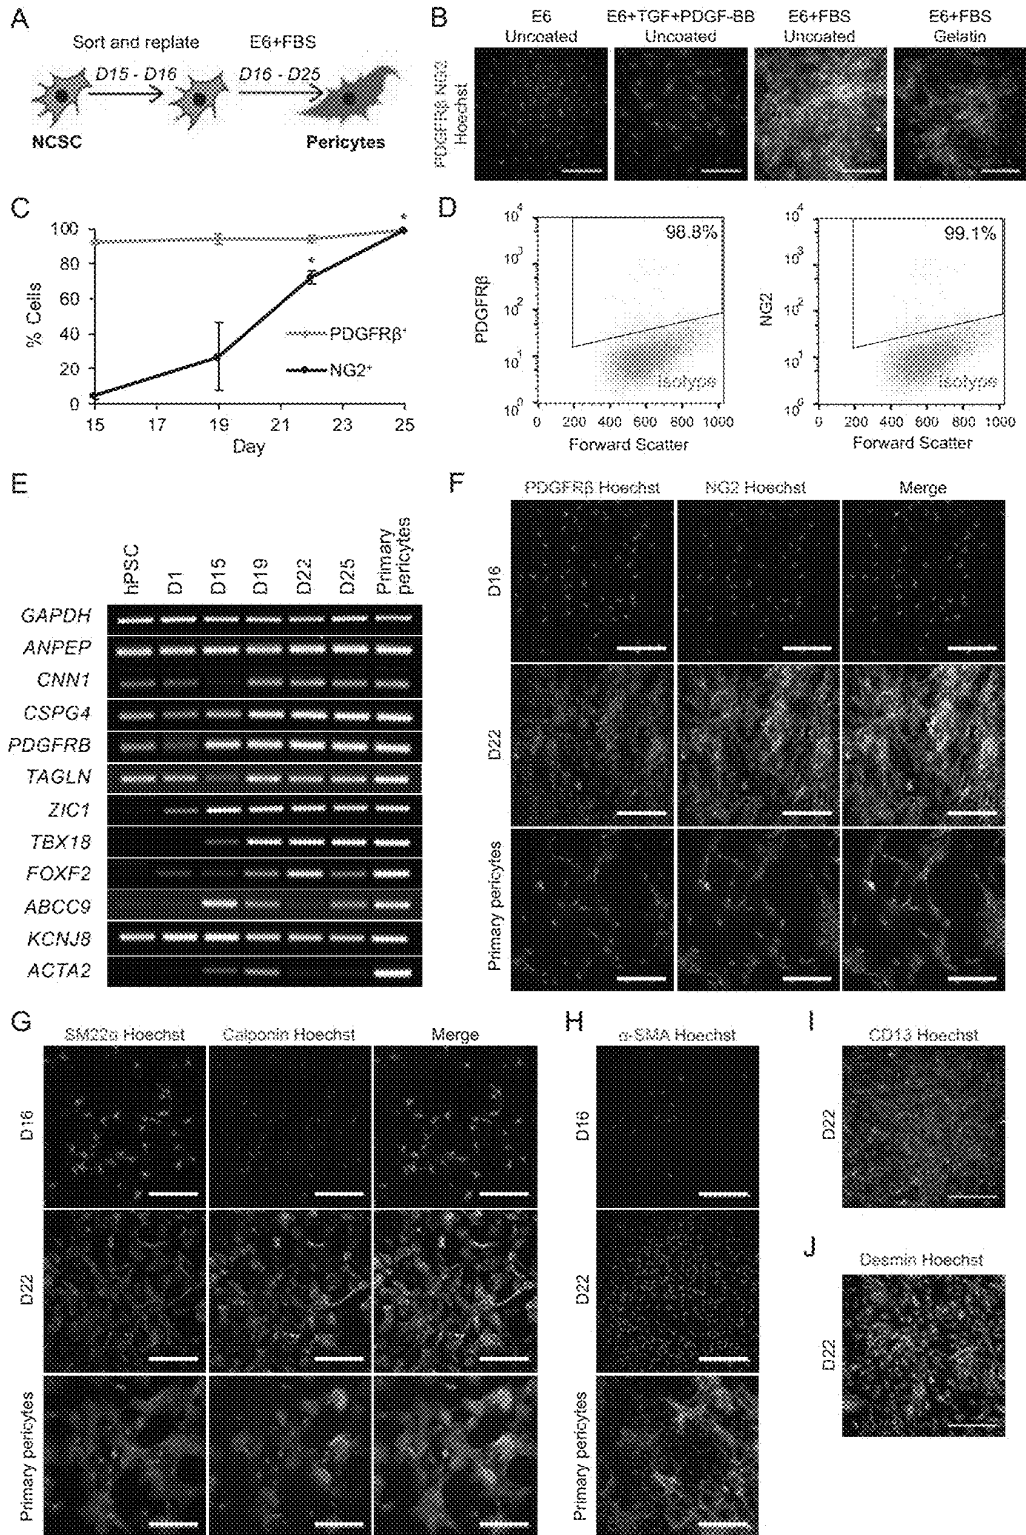 A
Sort and replate
E6+FBS
D15 - D16
D16 - D25
NCSC
Pericytes
B
E6
Uncoated
E6+TGF+PDGF-BB
Uncoated
E6+FBS
Uncoated
E6+FBS
Gelatin
PDGFRβ NG2
Hoechst
C
100
80
60
40
20
0
% Cells
*
*
PDGFRβ⁺
NG2⁺
15
17
19
21
23
25
Day
D
10⁴
10³
10²
10¹
10⁰
PDGFRβ
98.8%
Isotype
0
200
400
600
800
1000
Forward Scatter
10⁴
10³
10²
10¹
10⁰
NG2
99.1%
Isotype
0
200
400
600
800
1000
Forward Scatter
E
hPSC
D1
D15
D19
D22
D25
Primary
pericytes
GAPDH
ANPEP
CNN1
CSPG4
PDGFRB
TAGLN
ZIC1
TBX18
FOXF2
ABCC9
KCNJ8
ACTA2
F
PDGFRβ Hoechst
NG2 Hoechst
Merge
D16
D22
Primary pericytes
G
SM22α Hoechst
Calponin Hoechst
Merge
D16
D22
Primary pericytes
H
α-SMA Hoechst
D16
D22
Primary pericytes
I
CD13 Hoechst
D22
J
Desmin Hoechst
D22